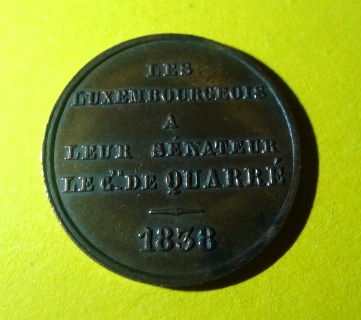 LES
LUXEMBOURGEOIS
A
LEUR SÉNATEUR
LE Cte DE QUARRÉ
1838